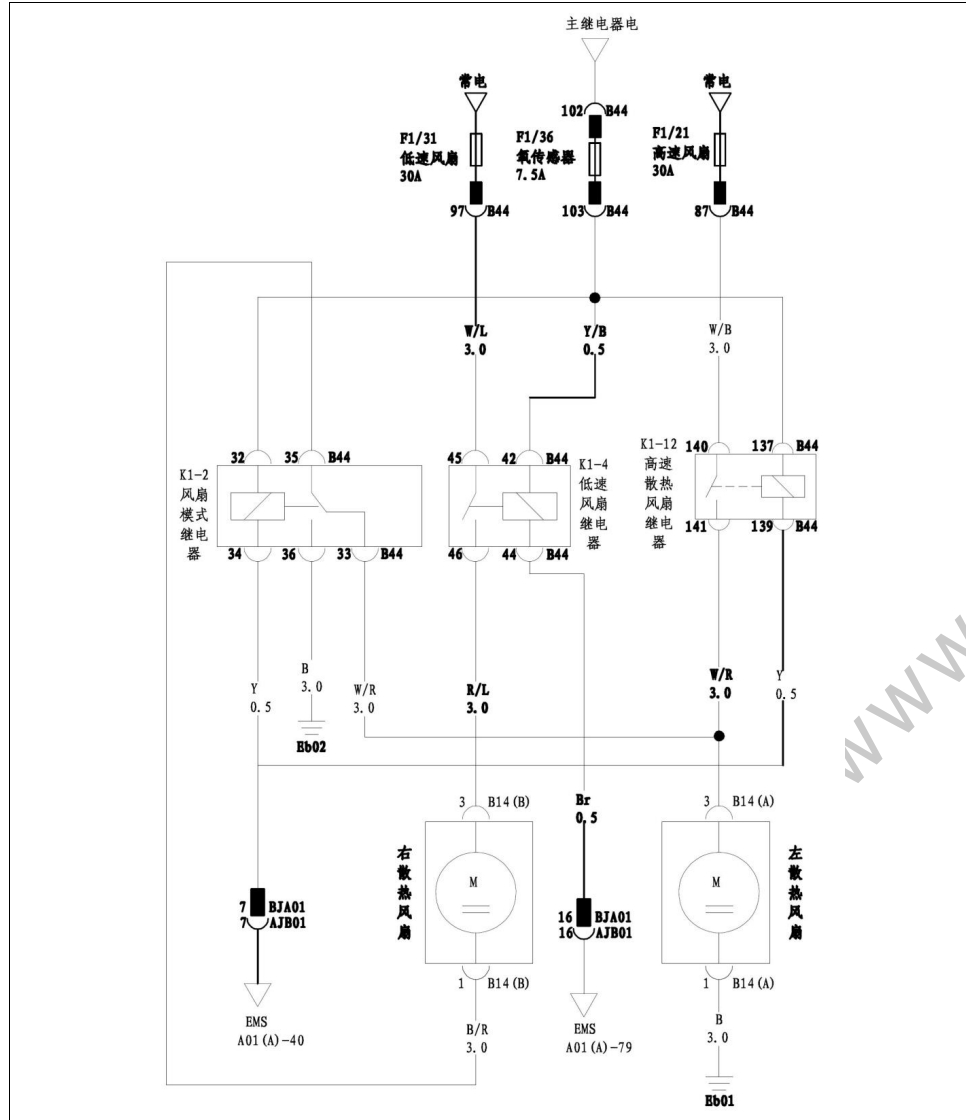 主继电器电
常电
常电
102 B44
F1/31
低速风扇
30A
F1/36
氧传感器
7.5A
F1/21
高速风扇
30A
97 B44
103 B44
87 B44
W/L
3.0
Y/B
0.5
W/B
3.0
32 35 B44
45 42 B44
140 137 B44
K1-2
风扇
模式
继电
器
K1-4
低速
风扇
继电
器
K1-12
高速
散热
风扇
继电
器
34 36 33 B44
46 44 B44
141 139 B44
Y
0.5
B
3.0
W/R
3.0
R/L
3.0
W/R
3.0
Y
0.5
Eb02
Br
0.5
3 B14(B)
3 B14(A)
右散热风扇
M
左散热风扇
M
7 BJA01
7 AJB01
16 BJA01
16 AJB01
1 B14(B)
1 B14(A)
EMS
A01(A)-40
B/R
3.0
EMS
A01(A)-79
B
3.0
Eb01
www